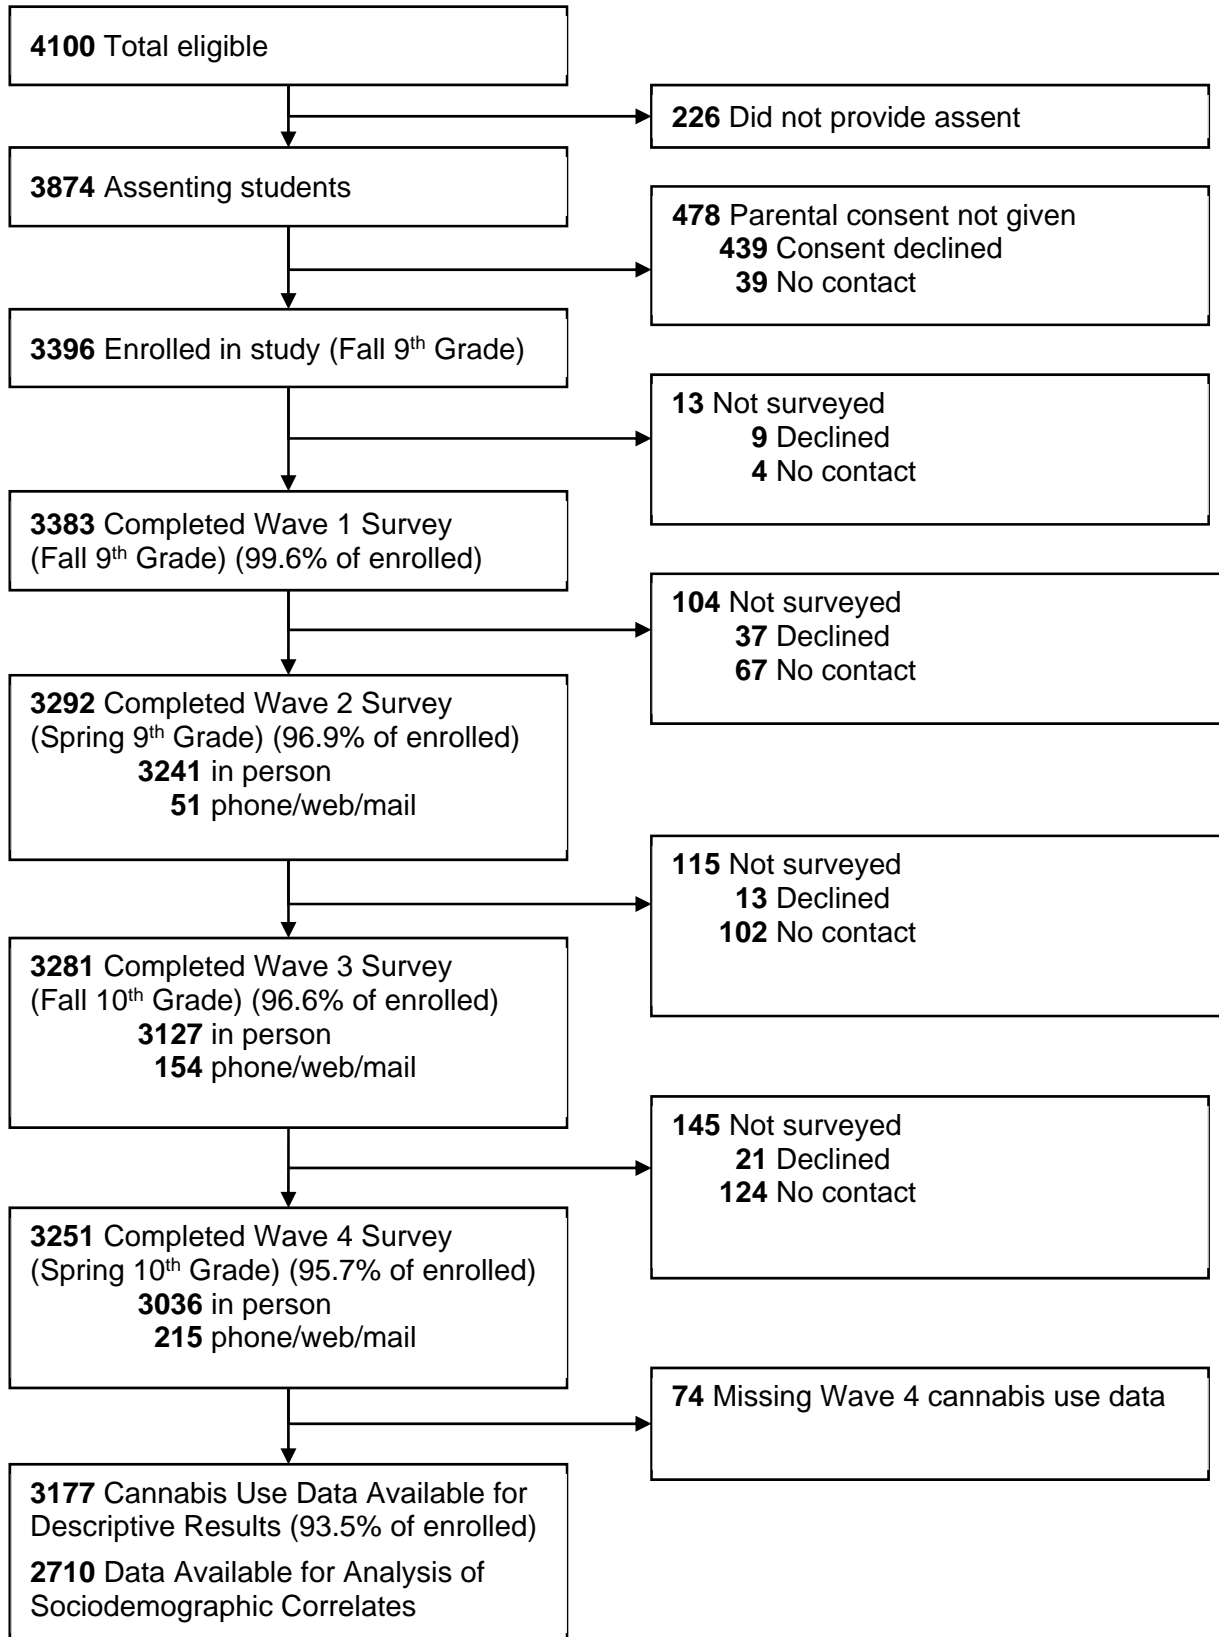 4100 Total eligible
226 Did not provide assent
3874 Assenting students
478 Parental consent not given
439 Consent declined
39 No contact
3396 Enrolled in study (Fall 9th Grade)
13 Not surveyed
9 Declined
4 No contact
3383 Completed Wave 1 Survey
(Fall 9th Grade) (99.6% of enrolled)
104 Not surveyed
37 Declined
67 No contact
3292 Completed Wave 2 Survey
(Spring 9th Grade) (96.9% of enrolled)
3241 in person
51 phone/web/mail
115 Not surveyed
13 Declined
102 No contact
3281 Completed Wave 3 Survey
(Fall 10th Grade) (96.6% of enrolled)
3127 in person
154 phone/web/mail
145 Not surveyed
21 Declined
124 No contact
3251 Completed Wave 4 Survey
(Spring 10th Grade) (95.7% of enrolled)
3036 in person
215 phone/web/mail
74 Missing Wave 4 cannabis use data
3177 Cannabis Use Data Available for
Descriptive Results (93.5% of enrolled)
2710 Data Available for Analysis of
Sociodemographic Correlates